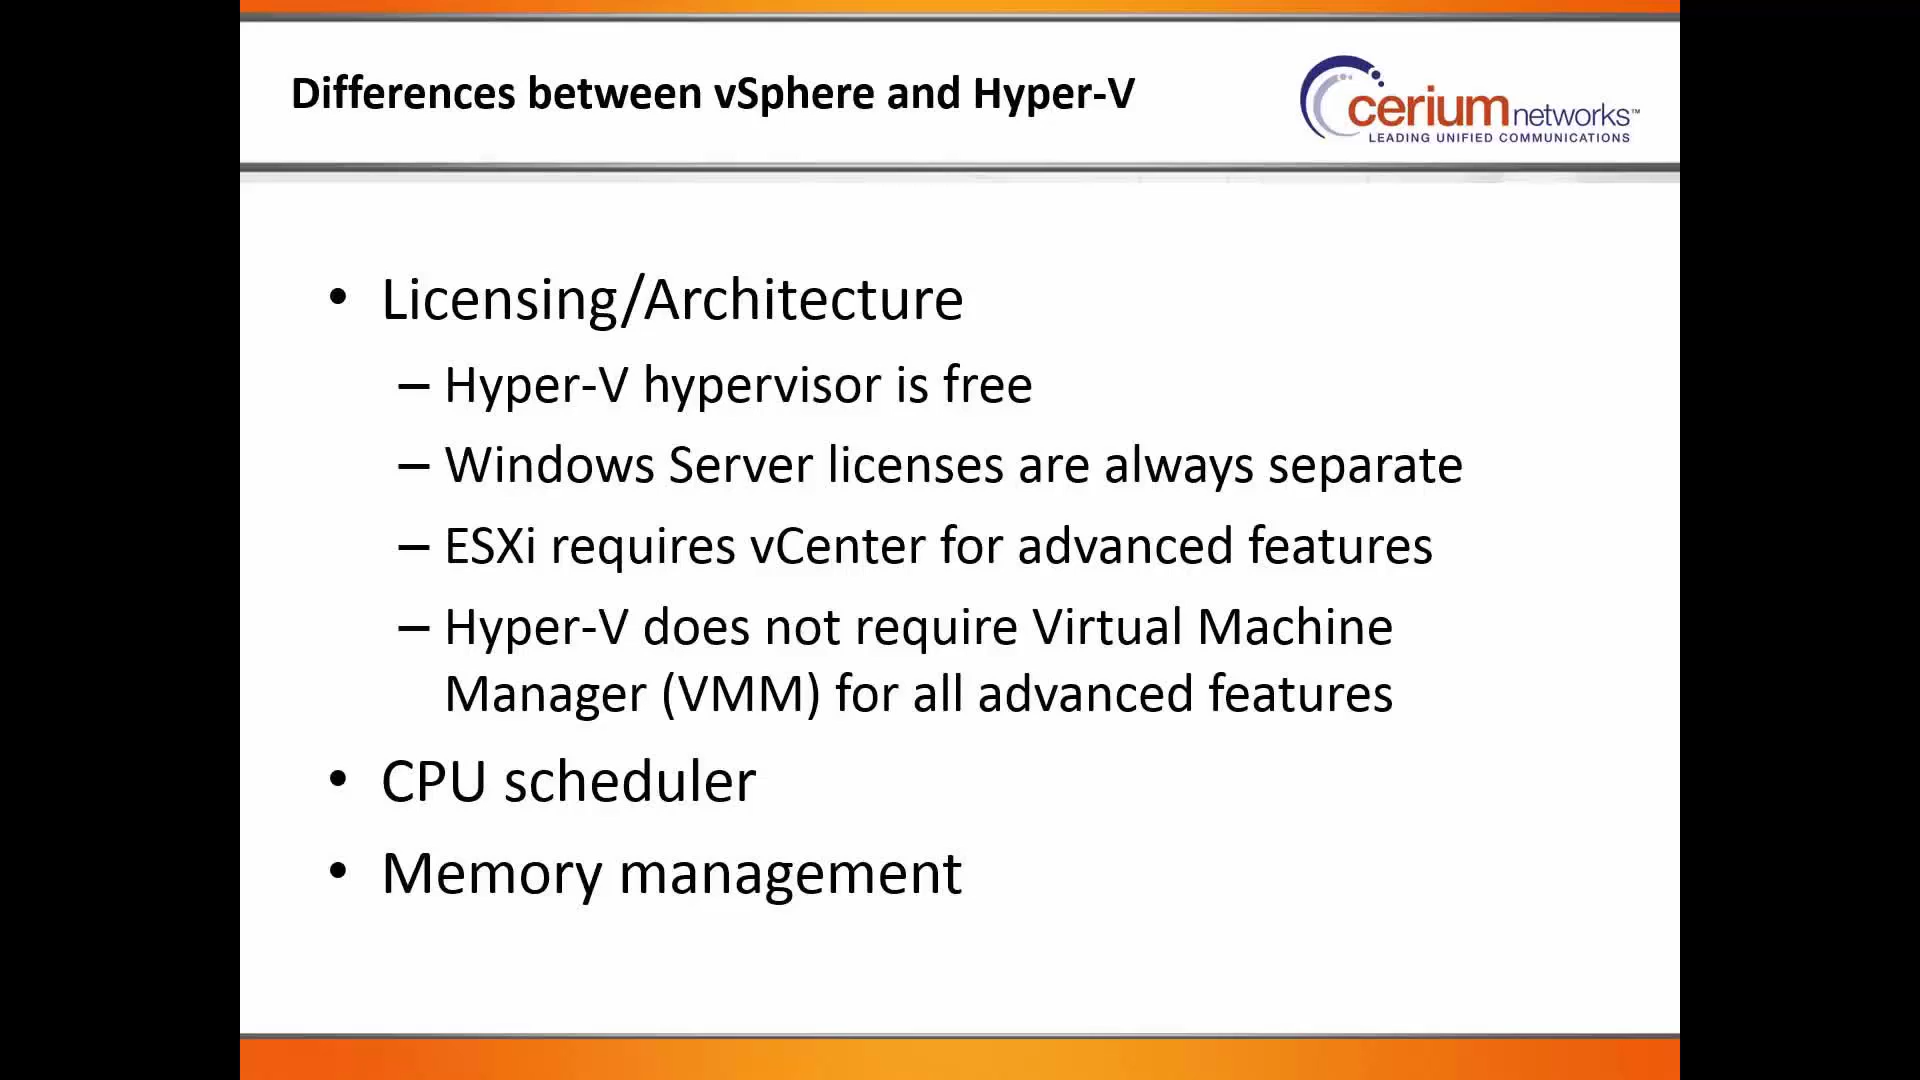 Differences between vSphere and Hyper-V
ceriumnetworks™
LEADING UNIFIED COMMUNICATIONS
• Licensing/Architecture
– Hyper-V hypervisor is free
– Windows Server licenses are always separate
– ESXi requires vCenter for advanced features
– Hyper-V does not require Virtual Machine
Manager (VMM) for all advanced features
• CPU scheduler
• Memory management